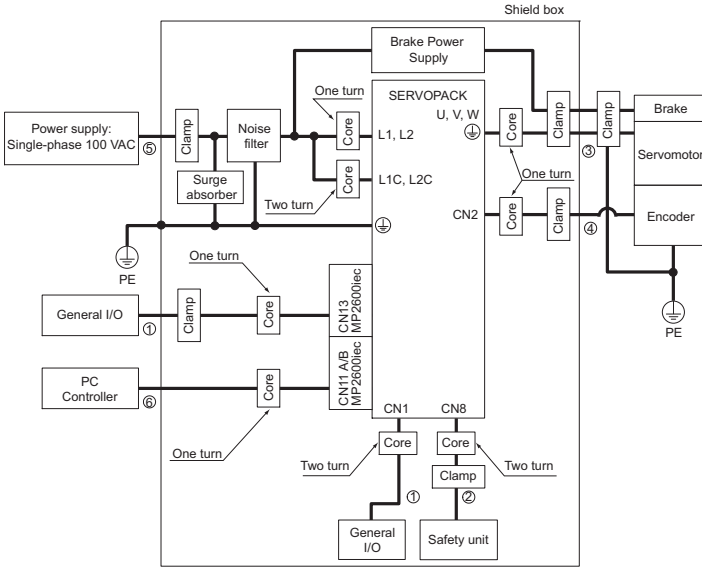 Shield box
Brake Power
Supply
SERVOPACK
U, V, W
One turn
Core
L1, L2
Power supply:
Single-phase 100 VAC
⑤
Clamp
Noise
filter
Surge
absorber
Core
L1C, L2C
Two turn
Core
Clamp
Clamp
③
Brake
Servomotor
One turn
CN2
Core
Clamp
④
Encoder
PE
PE
One turn
General I/O
①
Clamp
Core
CN13
MP2600iec
PC
Controller
⑥
Core
CN11 A/B
MP2600iec
One turn
CN1
CN8
Two turn
Core
Core
Two turn
Clamp
①
②
General
I/O
Safety unit